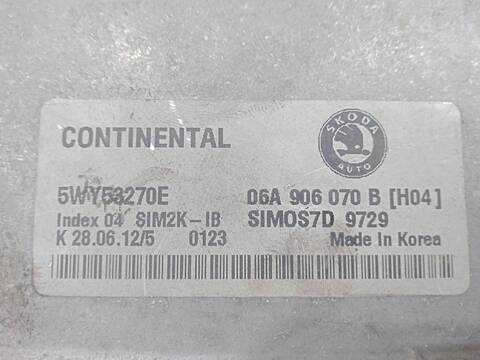 CONTINENTAL
SKODA
AUTO
5WY53270E 06A 906 070 B [H04]
Index 04 SIM2K-IB SIMOS7D 9729
K 28.06.12/5 0123 Made In Korea